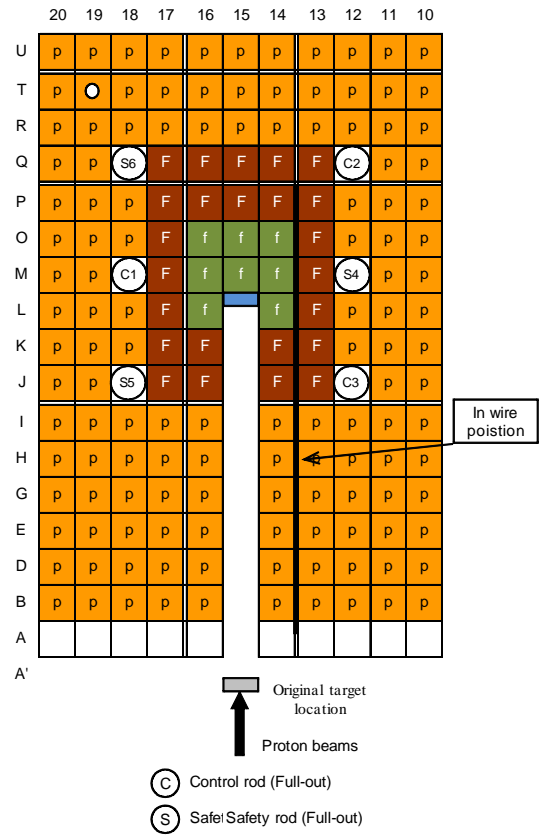 20 19 18 17 16 15 14 13 12 11 10
U p p p p p p p p p p p
T p p p p p p p p p p
R p p p p p p p p p p p
Q p p S6 F F F F F C2 p p
P p p p F F F F F p p p
O p p p F f f f F p p p
M p p C1 F f f f F S4 p p
L p p p F f f F p p p
K p p p F F F F p p p
J p p S5 F F F F C3 p p
I p p p p p p p p p p
In wire
poistion
H p p p p p p p p p p
G p p p p p p p p p p
E p p p p p p p p p p
D p p p p p p p p p p
B p p p p p p p p p p
A
A'
Original target
location
Proton beams
C Control rod (Full-out)
S SafetSafety rod (Full-out)